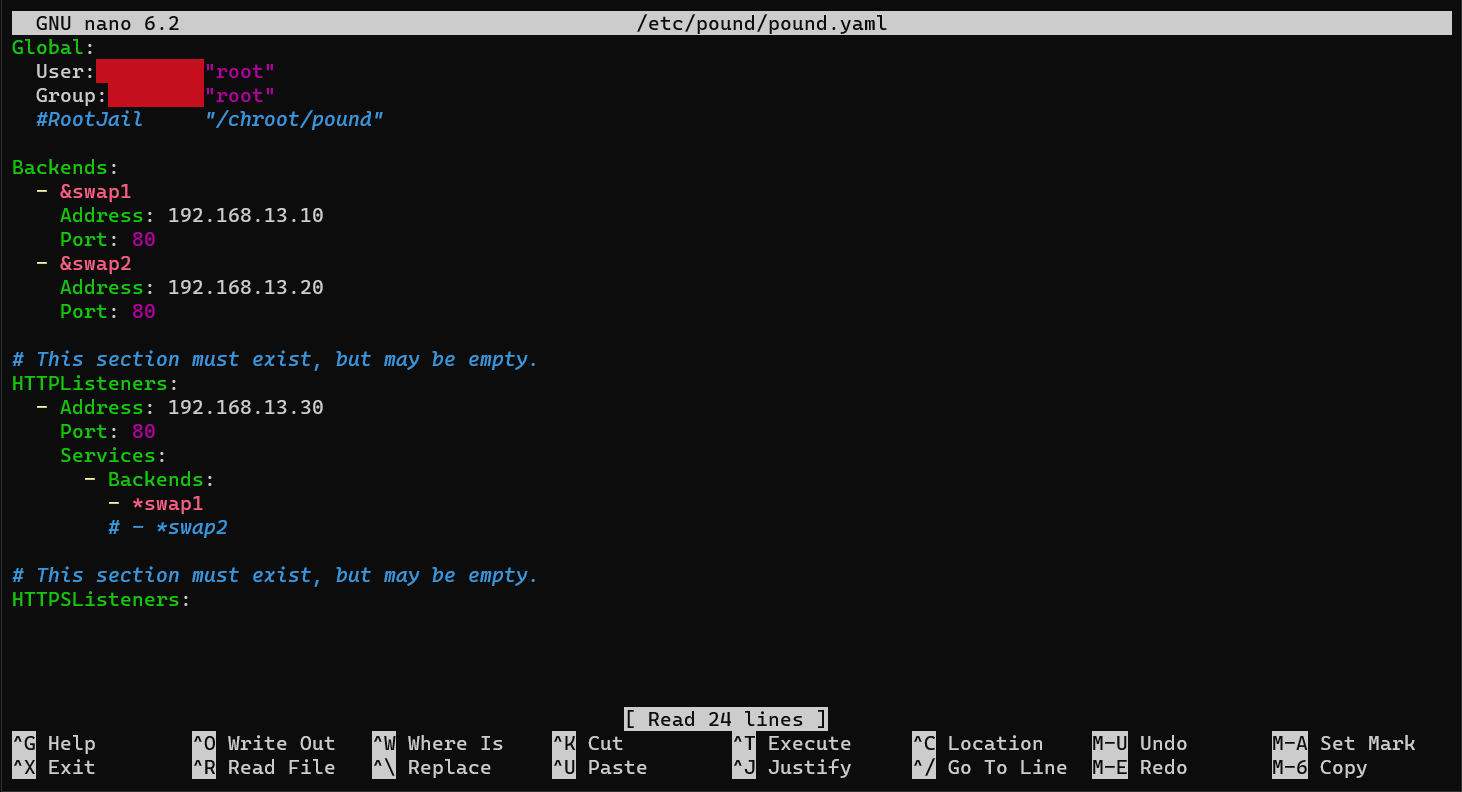 GNU nano 6.2 /etc/pound/pound.yaml
Global:
  User:         "root"
  Group:        "root"
  #RootJail     "/chroot/pound"

Backends:
  - &swap1
    Address: 192.168.13.10
    Port: 80
  - &swap2
    Address: 192.168.13.20
    Port: 80

# This section must exist, but may be empty.
HTTPListeners:
  - Address: 192.168.13.30
    Port: 80
    Services:
      - Backends:
        - *swap1
        # - *swap2

# This section must exist, but may be empty.
HTTPSListeners:

[ Read 24 lines ]
^G Help ^O Write Out ^W Where Is ^K Cut ^T Execute ^C Location M-U Undo M-A Set Mark
^X Exit ^R Read File ^\ Replace ^U Paste ^J Justify ^/ Go To Line M-E Redo M-6 Copy